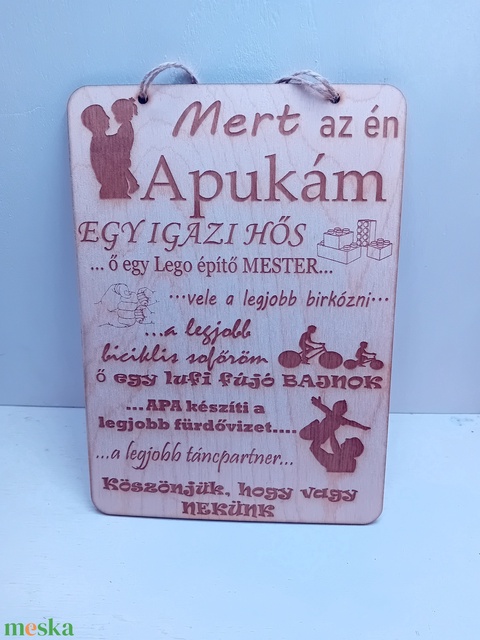 Mert az én
Apukám
EGY IGAZI HŐS
... ő egy Lego építő MESTER...
...vele a legjobb birkózni...
...a legjobb
biciklis sofőröm
ő egy lufi fújó BAJNOK
...APA készíti a
legjobb fürdővizet....
...a legjobb táncpartner...
Köszönjük, hogy vagy
NEKÜNK
meska